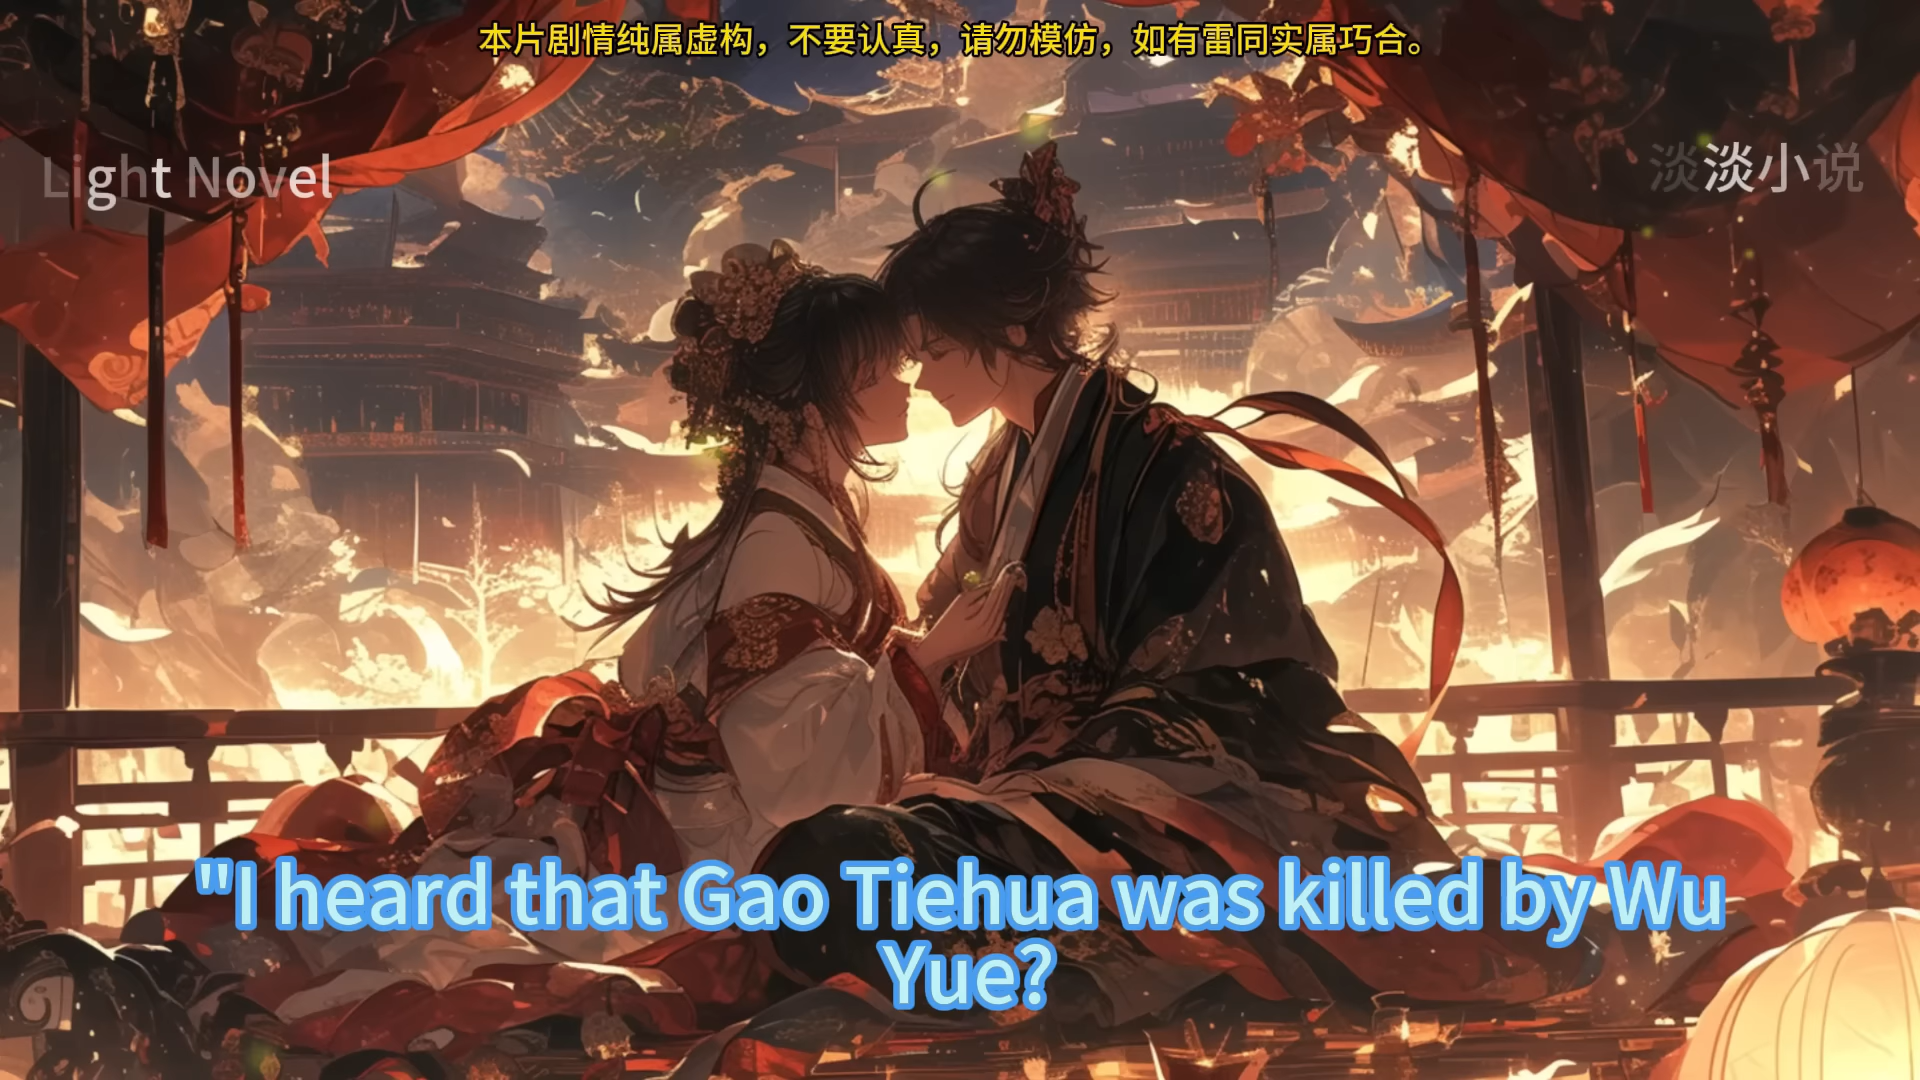 本片剧情纯属虚构，不要认真，请勿模仿，如有雷同实属巧合。
Light Novel
淡淡小说
"I heard that Gao Tiehua was killed by Wu
Yue?